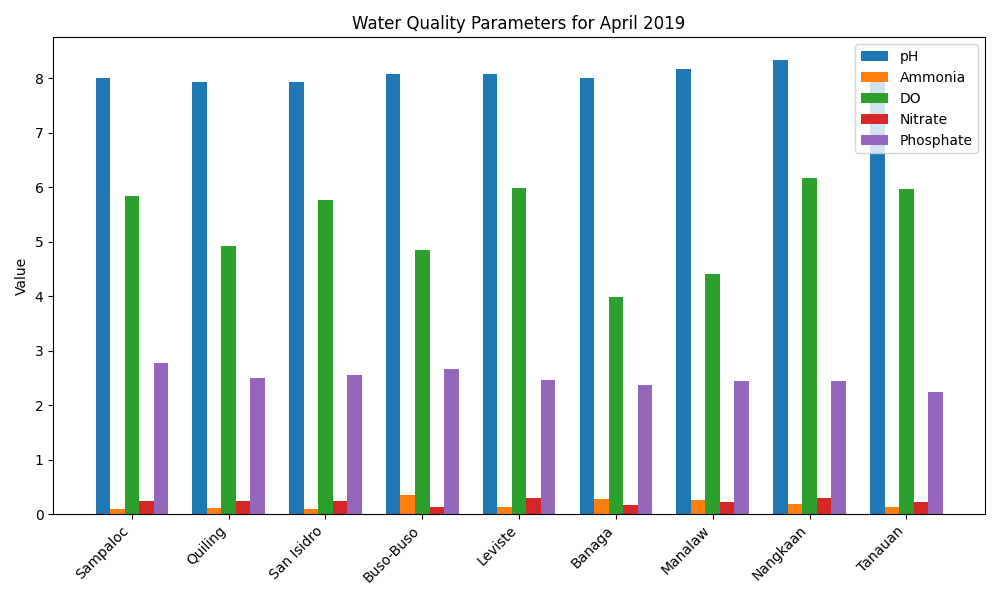 Water Quality Parameters for April 2019
pH
Ammonia
DO
Nitrate
Phosphate
Value
8
7
6
5
4
3
2
1
0
Sampaloc
Quiling
San Isidro
Buso-Buso
Leviste
Banaga
Manalaw
Nangkaan
Tanauan